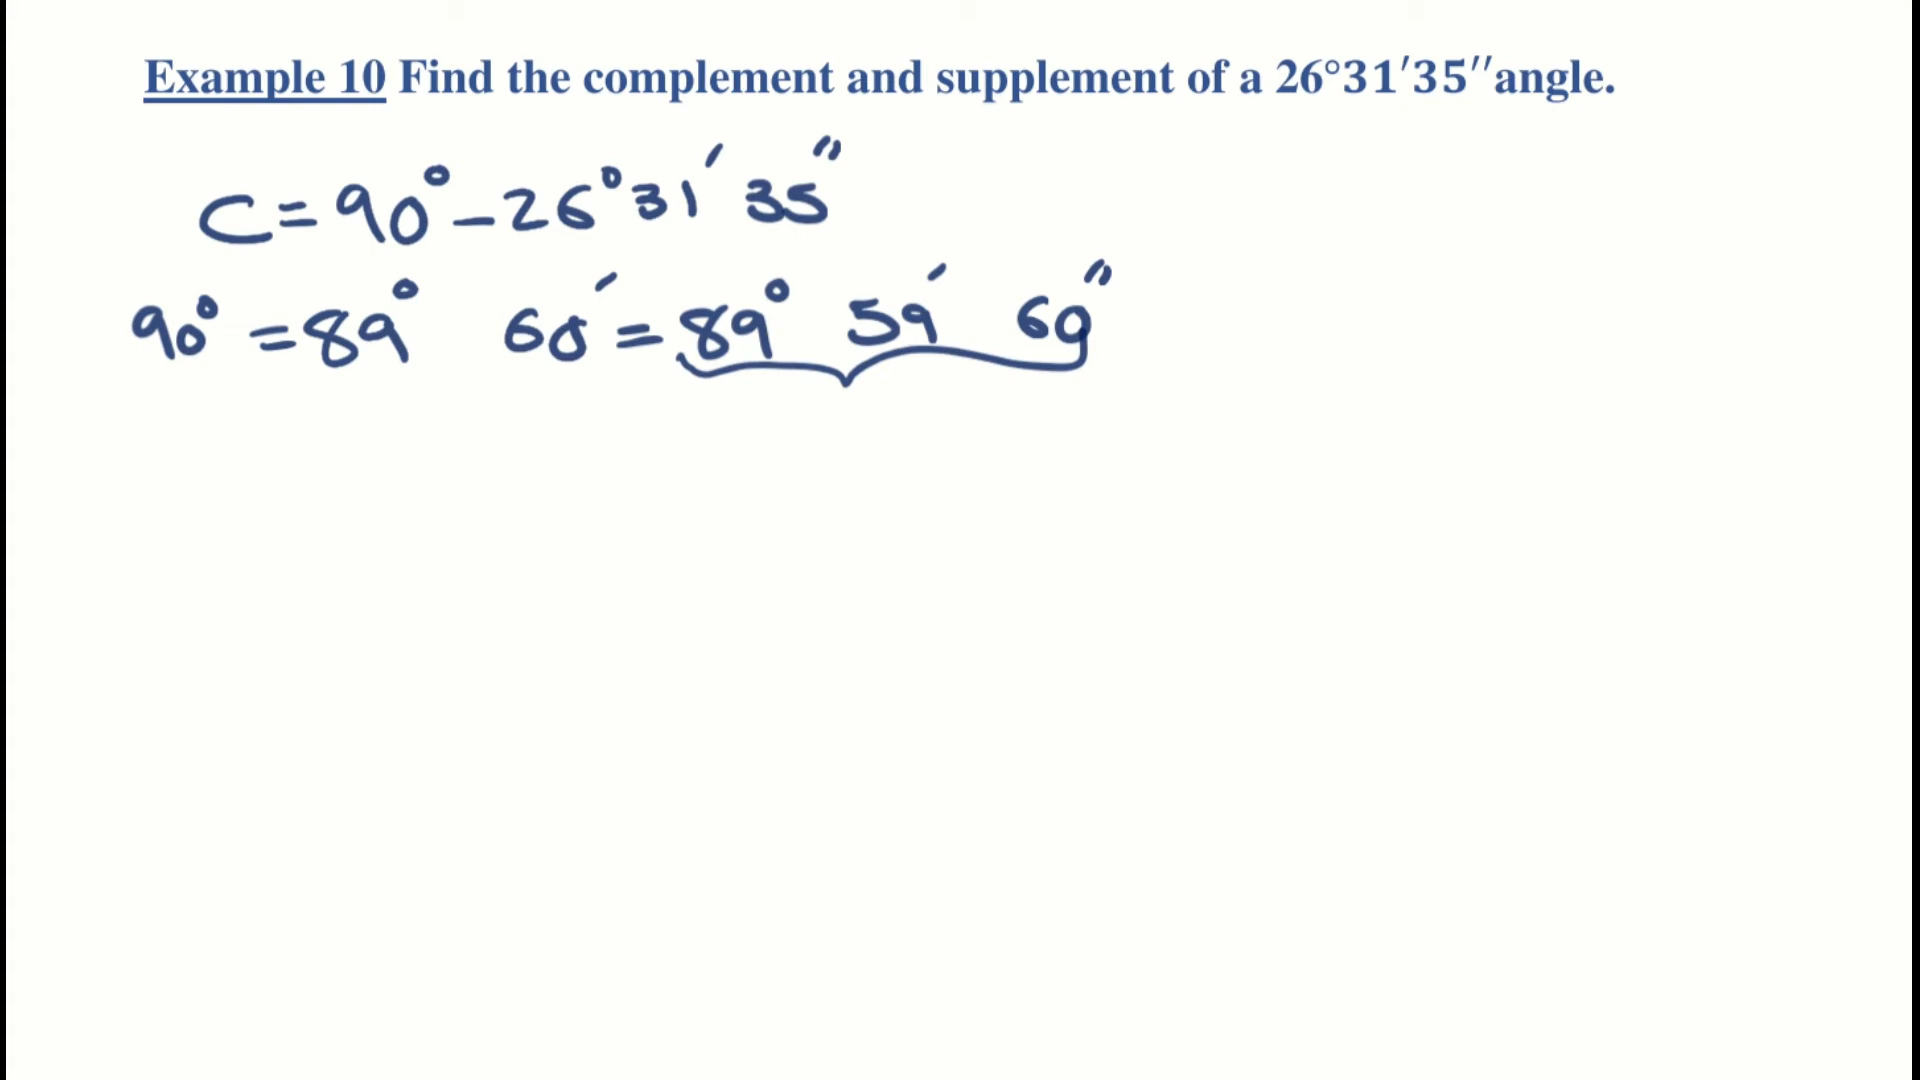 Example 10 Find the complement and supplement of a 26°31′35′′angle.
C = 90° - 26°31′ 35″
90° = 89° 60′ = 89° 59′ 60″